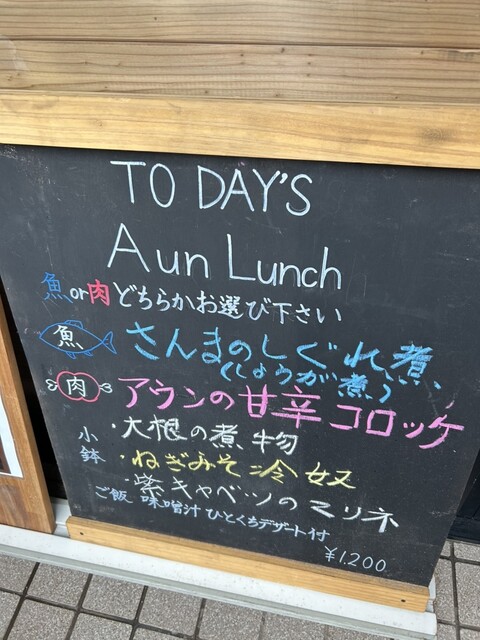 TO DAY'S
Aun Lunch
魚or肉どちらかお選び下さい
魚 さんまのしぐれ煮
(しょうが煮)
肉 アウンの甘辛コロッケ
小鉢 ・大根の煮物
・ねぎみそ冷奴
・紫キャベツのマリネ
ご飯 味噌汁 ひとくちデザート付
¥1.200